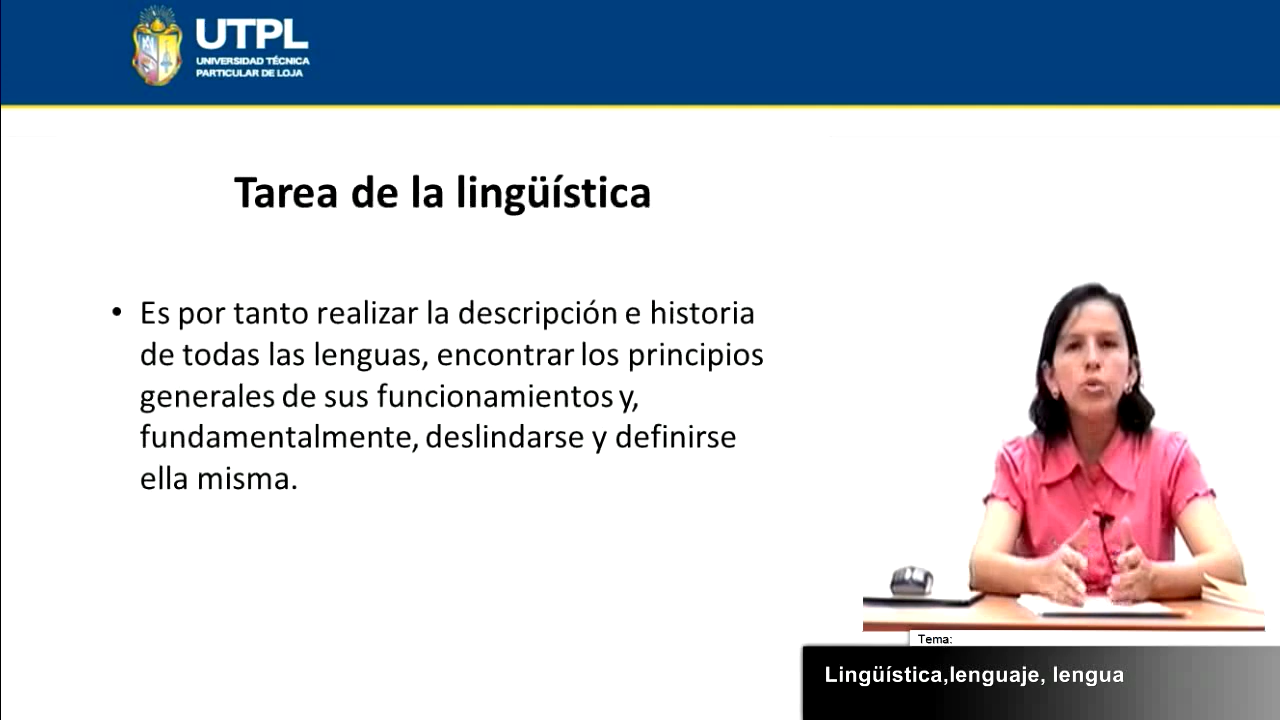 UTPL
UNIVERSIDAD TÉCNICA
PARTICULAR DE LOJA
Tarea de la lingüística
• Es por tanto realizar la descripción e historia
de todas las lenguas, encontrar los principios
generales de sus funcionamientos y,
fundamentalmente, deslindarse y definirse
ella misma.
Tema:
Lingüística,lenguaje, lengua